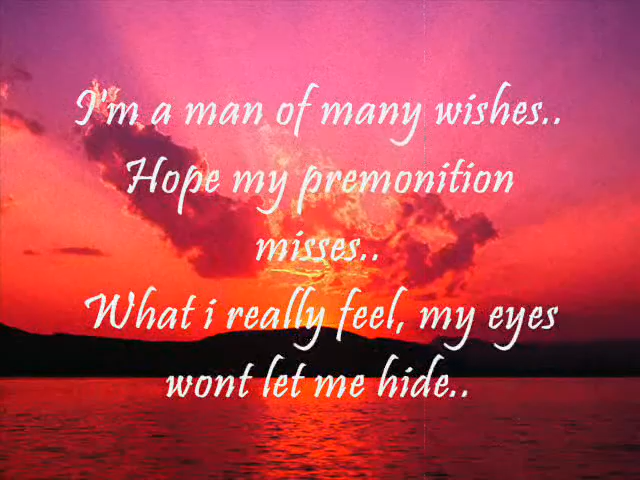 I'm a man of many wishes..
Hope my premonition
misses..
What i really feel, my eyes
wont let me hide..